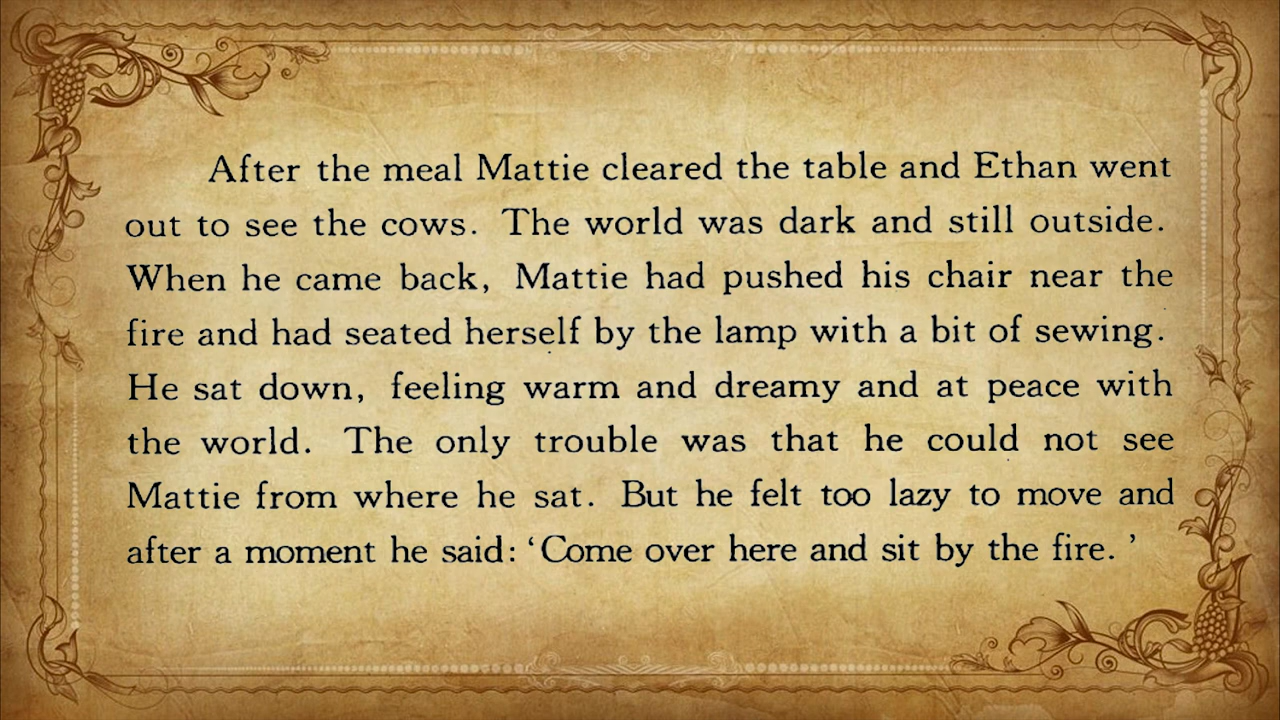 After the meal Mattie cleared the table and Ethan went
out to see the cows. The world was dark and still outside.
When he came back, Mattie had pushed his chair near the
fire and had seated herself by the lamp with a bit of sewing.
He sat down, feeling warm and dreamy and at peace with
the world. The only trouble was that he could not see
Mattie from where he sat. But he felt too lazy to move and
after a moment he said: ‘Come over here and sit by the fire. ’